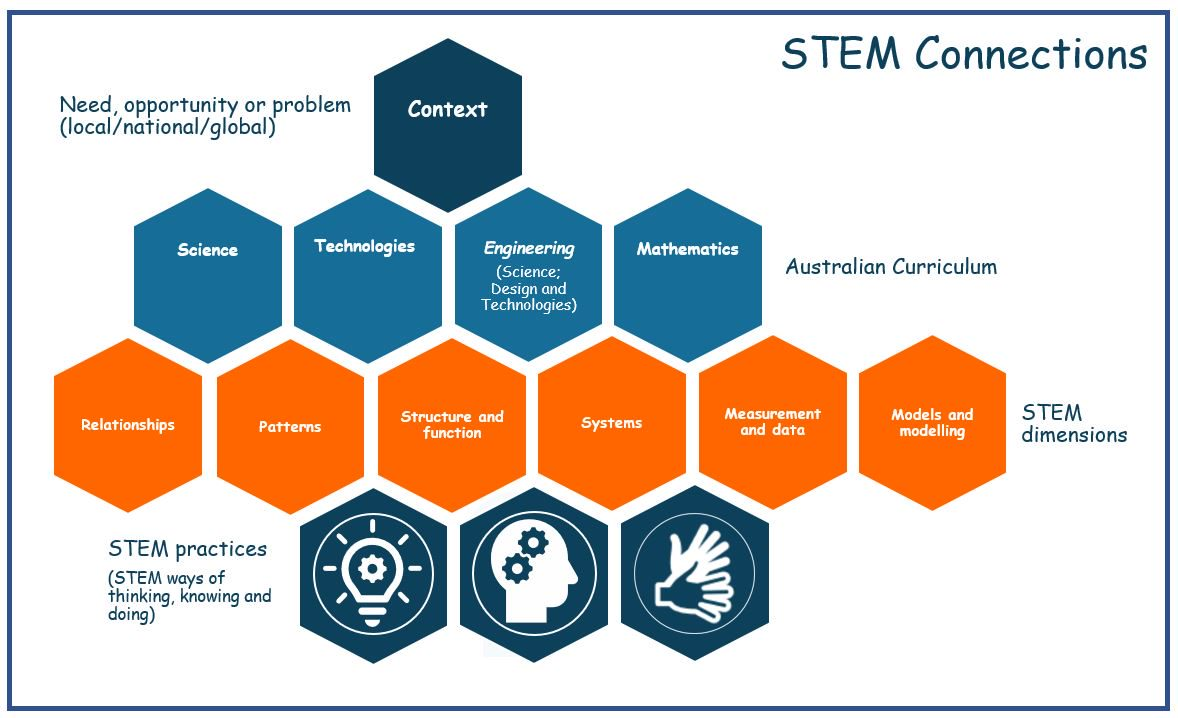 STEM Connections
Need, opportunity or problem
(local/national/global)
Context
Science
Technologies
Engineering
(Science;
Design and
Technologies)
Mathematics
Australian Curriculum
Relationships
Patterns
Structure and
function
Systems
Measurement
and data
Models and
modelling
STEM
dimensions
STEM practices
(STEM ways of
thinking, knowing and
doing)